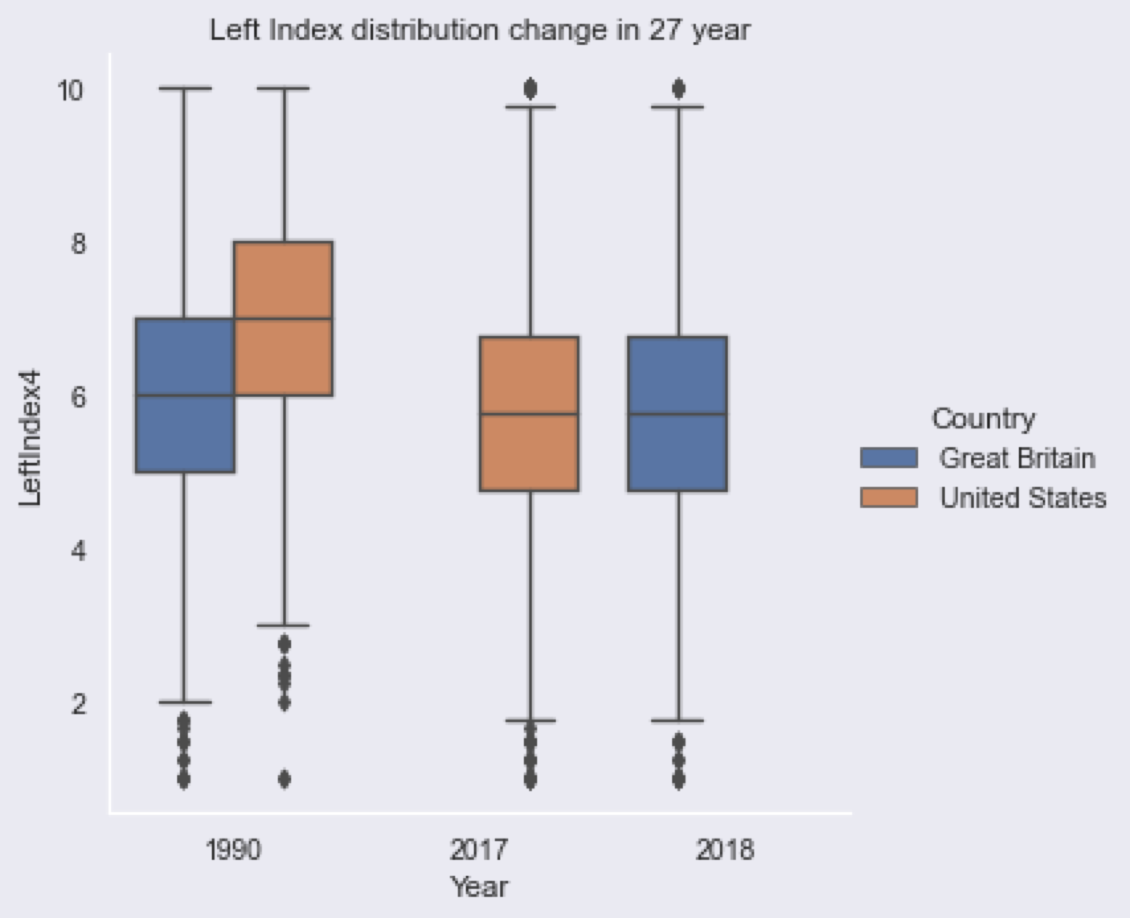 Left Index distribution change in 27 year
10
8
6
4
2
LeftIndex4
1990 2017 2018
Year
Country
Great Britain
United States